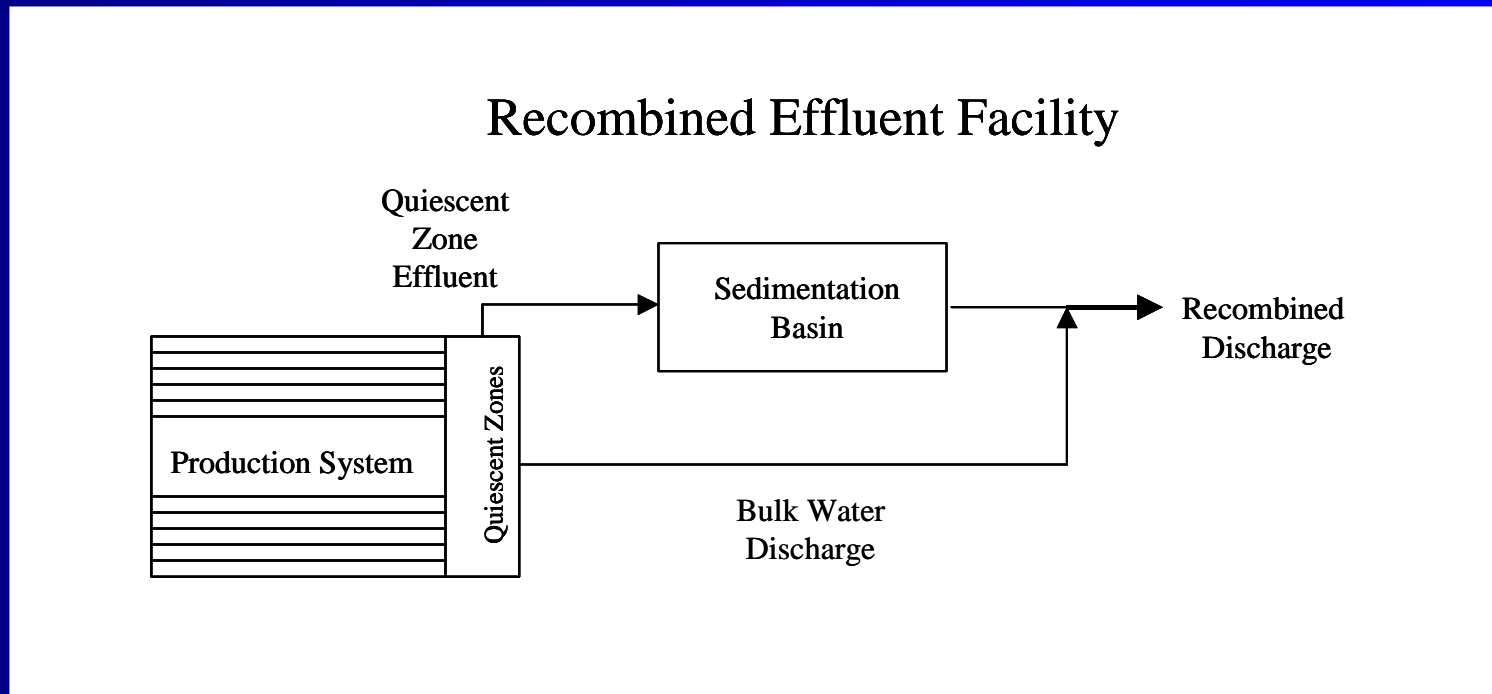 Recombined Effluent Facility
Quiescent
Zone
Effluent
Sedimentation
Basin
Recombined
Discharge
Production System
Quiescent Zones
Bulk Water
Discharge